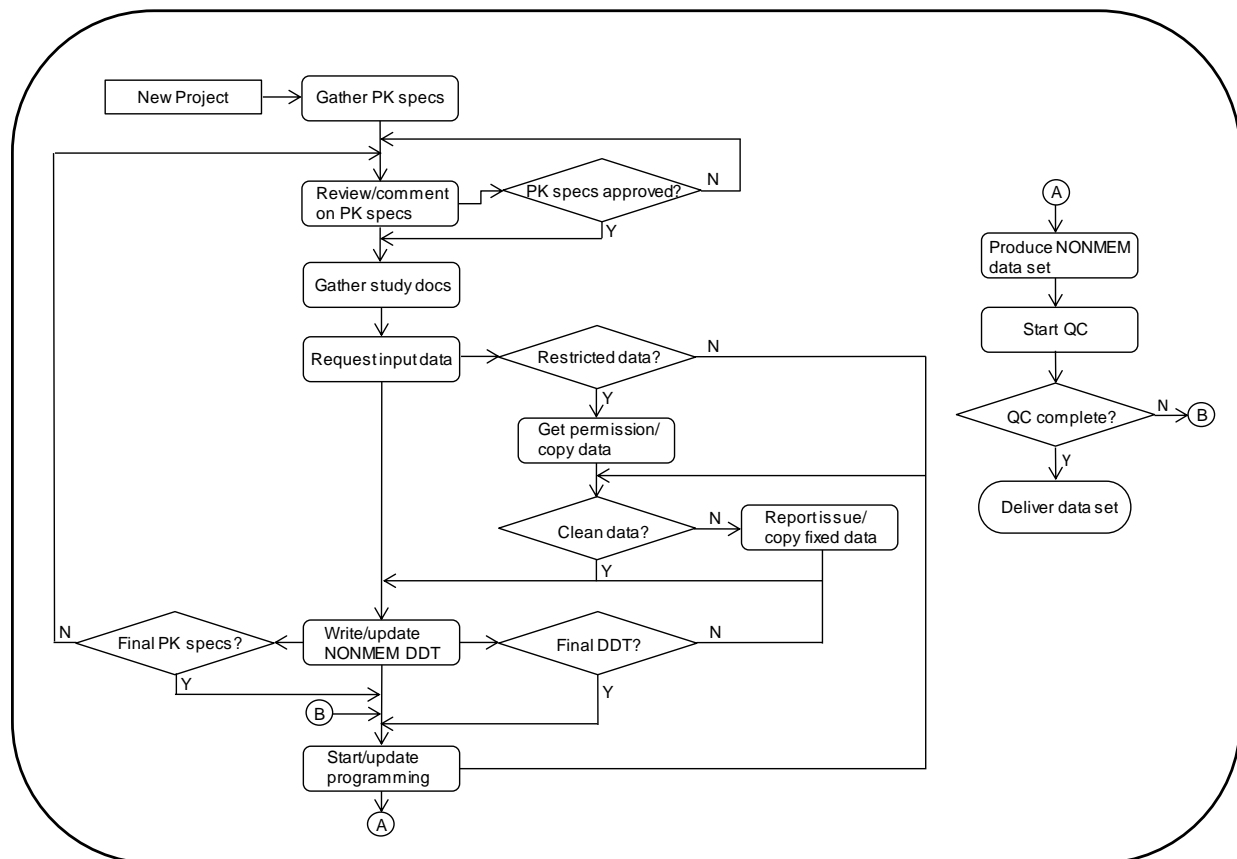 New Project
Gather PK specs
Review/comment
on PK specs
PK specs approved?
N
Y
Gather study docs
Request input data
Restricted data?
N
Y
Get permission/
copy data
Clean data?
N
Report issue/
copy fixed data
Y
N
Final PK specs?
Write/update
NONMEM DDT
Final DDT?
N
Y
Y
B
Start/update
programming
A
A
Produce NONMEM
data set
Start QC
QC complete?
N
B
Y
Deliver data set